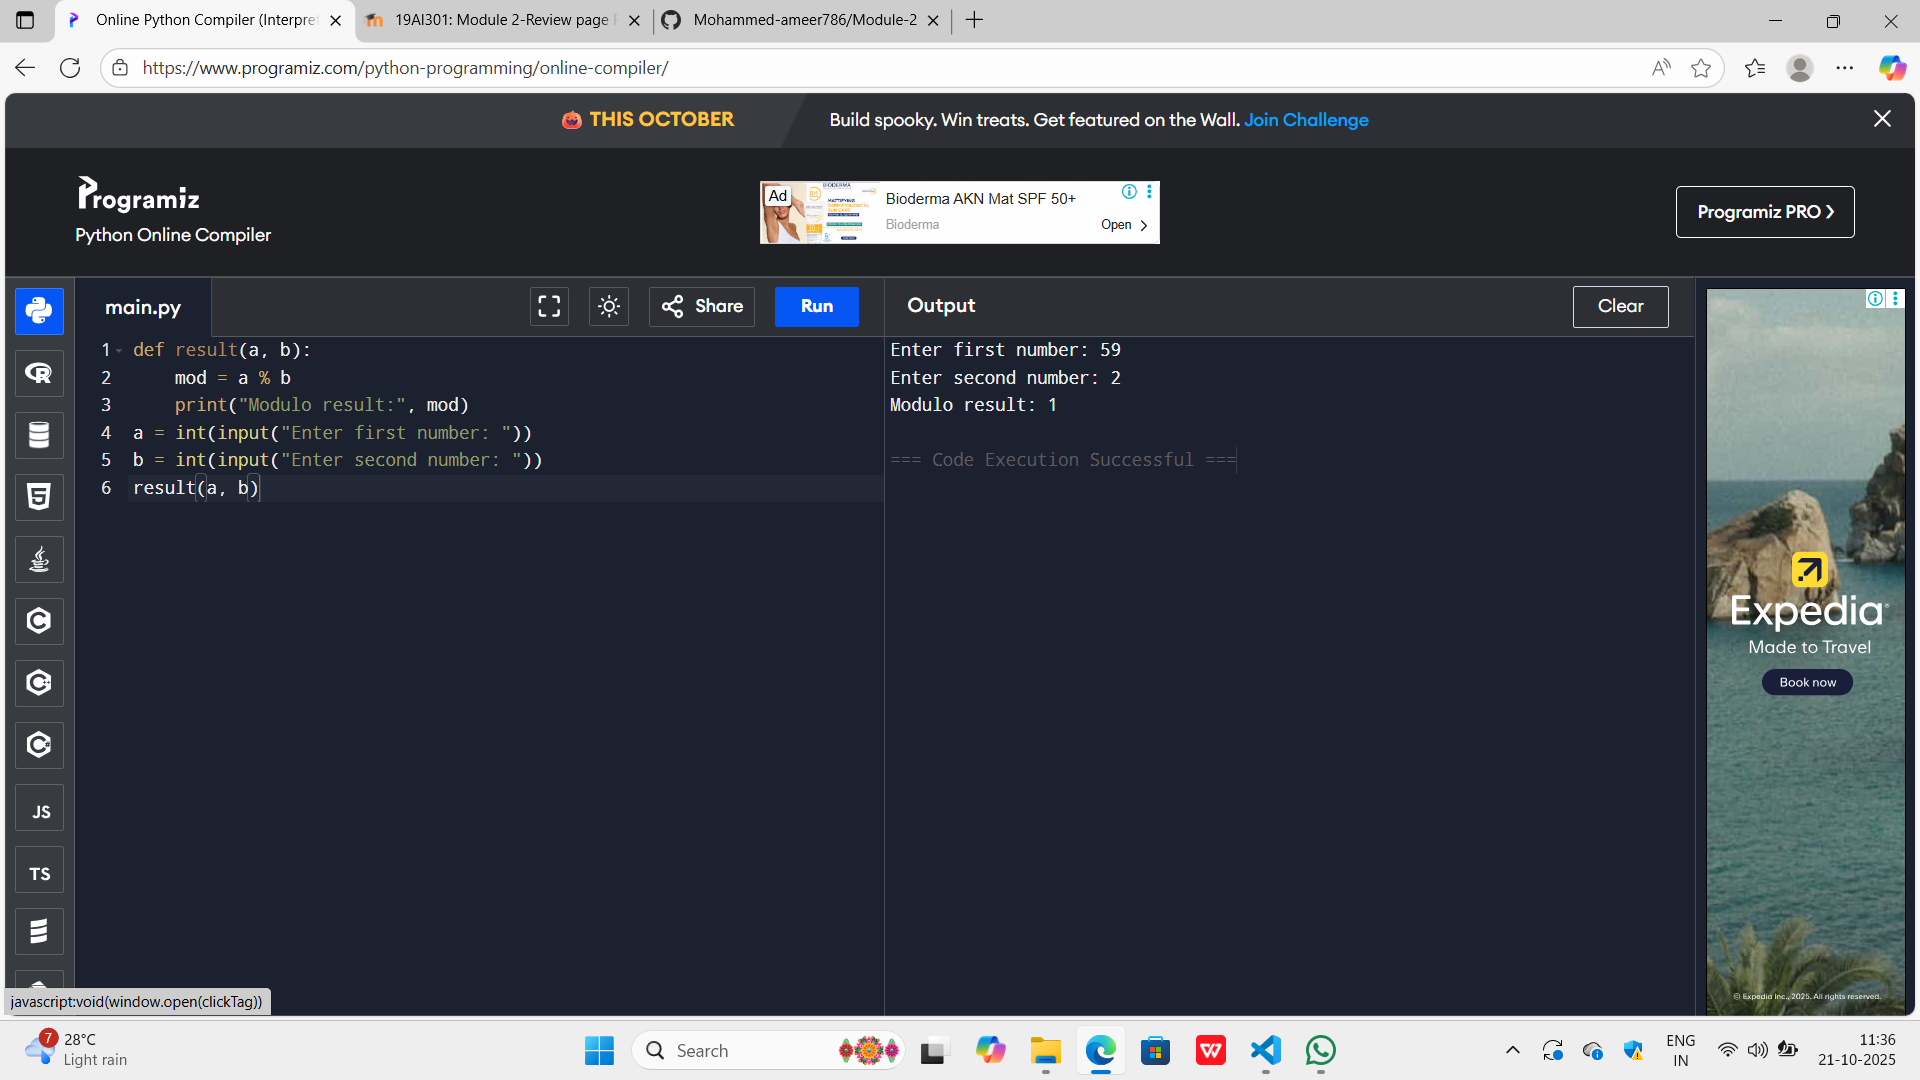 Online Python Compiler (Interpret
19AI301: Module 2-Review page P
Mohammed-ameer786/Module-2
https://www.programiz.com/python-programming/online-compiler/
THIS OCTOBER
Build spooky. Win treats. Get featured on the Wall. Join Challenge
Programiz
Python Online Compiler
Ad
Bioderma AKN Mat SPF 50+
Bioderma
Open
Programiz PRO
main.py
Share
Run
Output
Clear
1 def result(a, b):
2 mod = a % b
3 print("Modulo result:", mod)
4 a = int(input("Enter first number: "))
5 b = int(input("Enter second number: "))
6 result(a, b)
Enter first number: 59
Enter second number: 2
Modulo result: 1
=== Code Execution Successful ===
JS
TS
Expedia
Made to Travel
Book now
© Expedia Inc., 2025. All rights reserved.
javascript:void(window.open(clickTag))
7
28°C
Light rain
Search
ENG
IN
11:36
21-10-2025